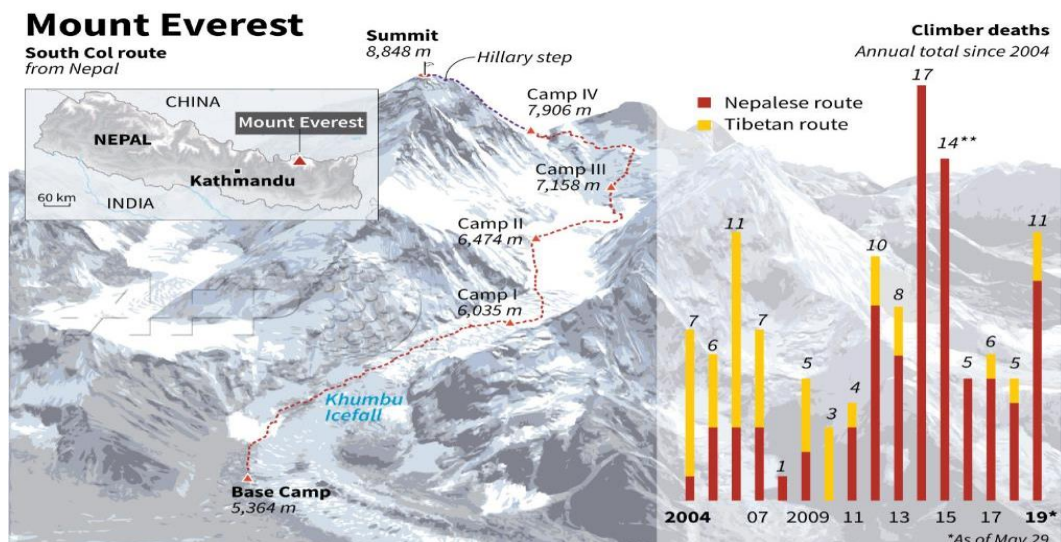 Mount Everest
South Col route
from Nepal
CHINA
NEPAL
Mount Everest
Kathmandu
60 km
INDIA
Summit
8,848 m
Hillary step
Camp IV
7,906 m
Camp III
7,158 m
Camp II
6,474 m
Camp I
6,035 m
Khumbu
Icefall
Base Camp
5,364 m
Climber deaths
Annual total since 2004
Nepalese route
Tibetan route
7
6
11
7
1
5
3
4
10
8
17
14**
5
6
5
11
2004 07 2009 11 13 15 17 19*
*As of May 29
AFP